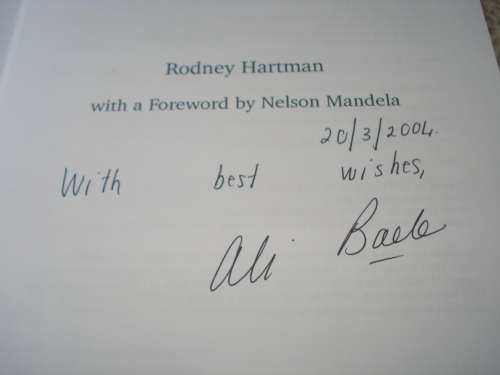 Rodney Hartman
with a Foreword by Nelson Mandela
20/3/2004.
With best wishes,
Ali Bacher